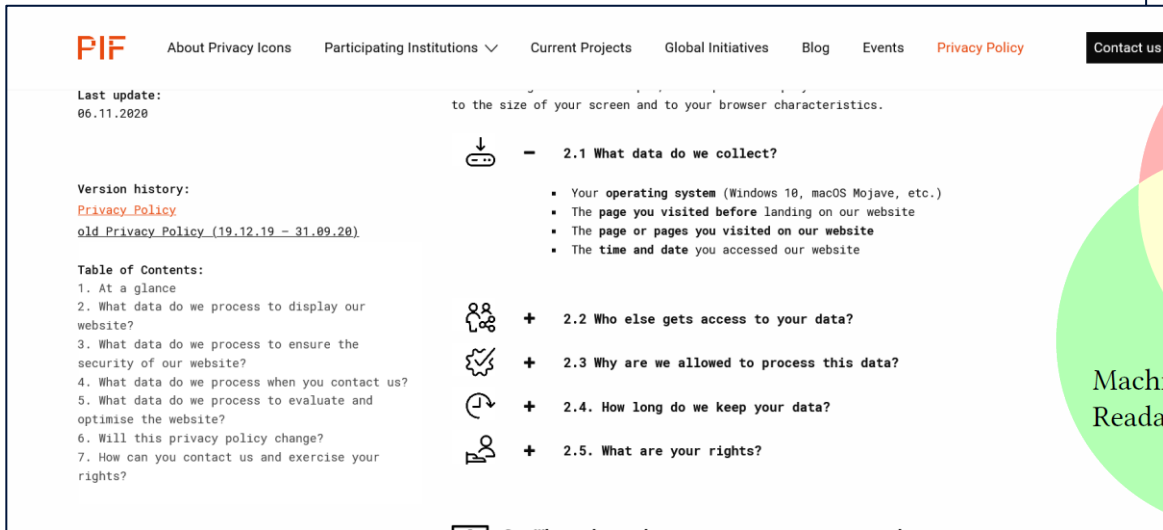 PIF About Privacy Icons Participating Institutions Current Projects Global Initiatives Blog Events Privacy Policy Contact us
Last update:
06.11.2020
Version history:
Privacy Policy
old Privacy Policy (19.12.19 – 31.09.20)
Table of Contents:
1. At a glance
2. What data do we process to display our
website?
3. What data do we process to ensure the
security of our website?
4. What data do we process when you contact us?
5. What data do we process to evaluate and
optimise the website?
6. Will this privacy policy change?
7. How can you contact us and exercise your
rights?
to the size of your screen and to your browser characteristics.
2.1 What data do we collect?
Your operating system (Windows 10, macOS Mojave, etc.)
The page you visited before landing on our website
The page or pages you visited on our website
The time and date you accessed our website
2.2 Who else gets access to your data?
2.3 Why are we allowed to process this data?
2.4. How long do we keep your data?
2.5. What are your rights?
Machi
Reada